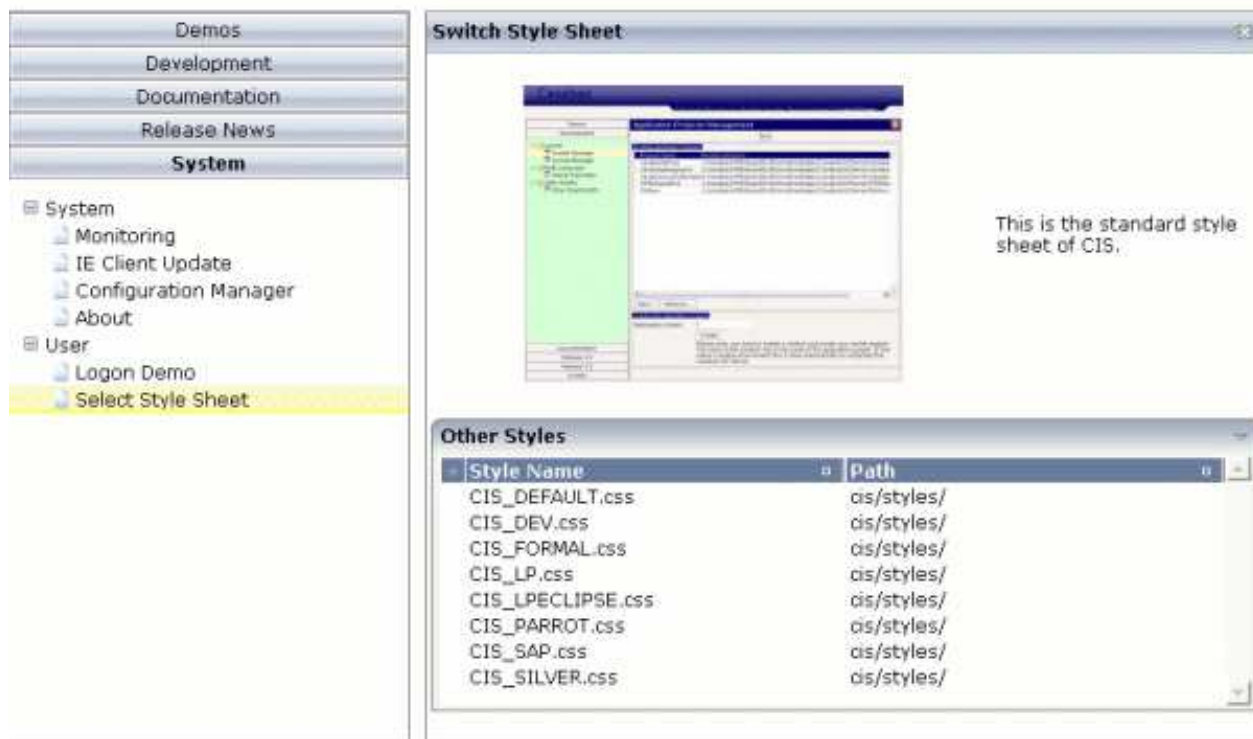 Demos
Development
Documentation
Release News
System
System
Monitoring
IE Client Update
Configuration Manager
About
User
Logon Demo
Select Style Sheet
Switch Style Sheet
This is the standard style
sheet of CIS.
Other Styles
Style Name Path
CIS_DEFAULT.css cis/styles/
CIS_DEV.css cis/styles/
CIS_FORMAL.css cis/styles/
CIS_LP.css cis/styles/
CIS_LPECLIPSE.css cis/styles/
CIS_PARROT.css cis/styles/
CIS_SAP.css cis/styles/
CIS_SILVER.css cis/styles/